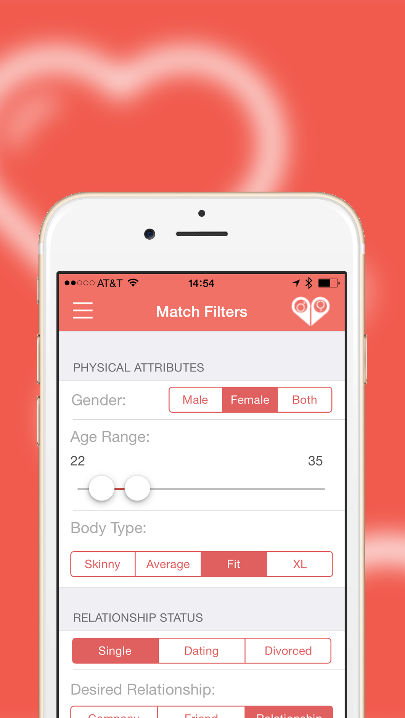 AT&T 14:54
Match Filters
PHYSICAL ATTRIBUTES
Gender: Male Female Both
Age Range:
22 35
Body Type:
Skinny Average Fit XL
RELATIONSHIP STATUS
Single Dating Divorced
Desired Relationship:
Company Friend Relationship